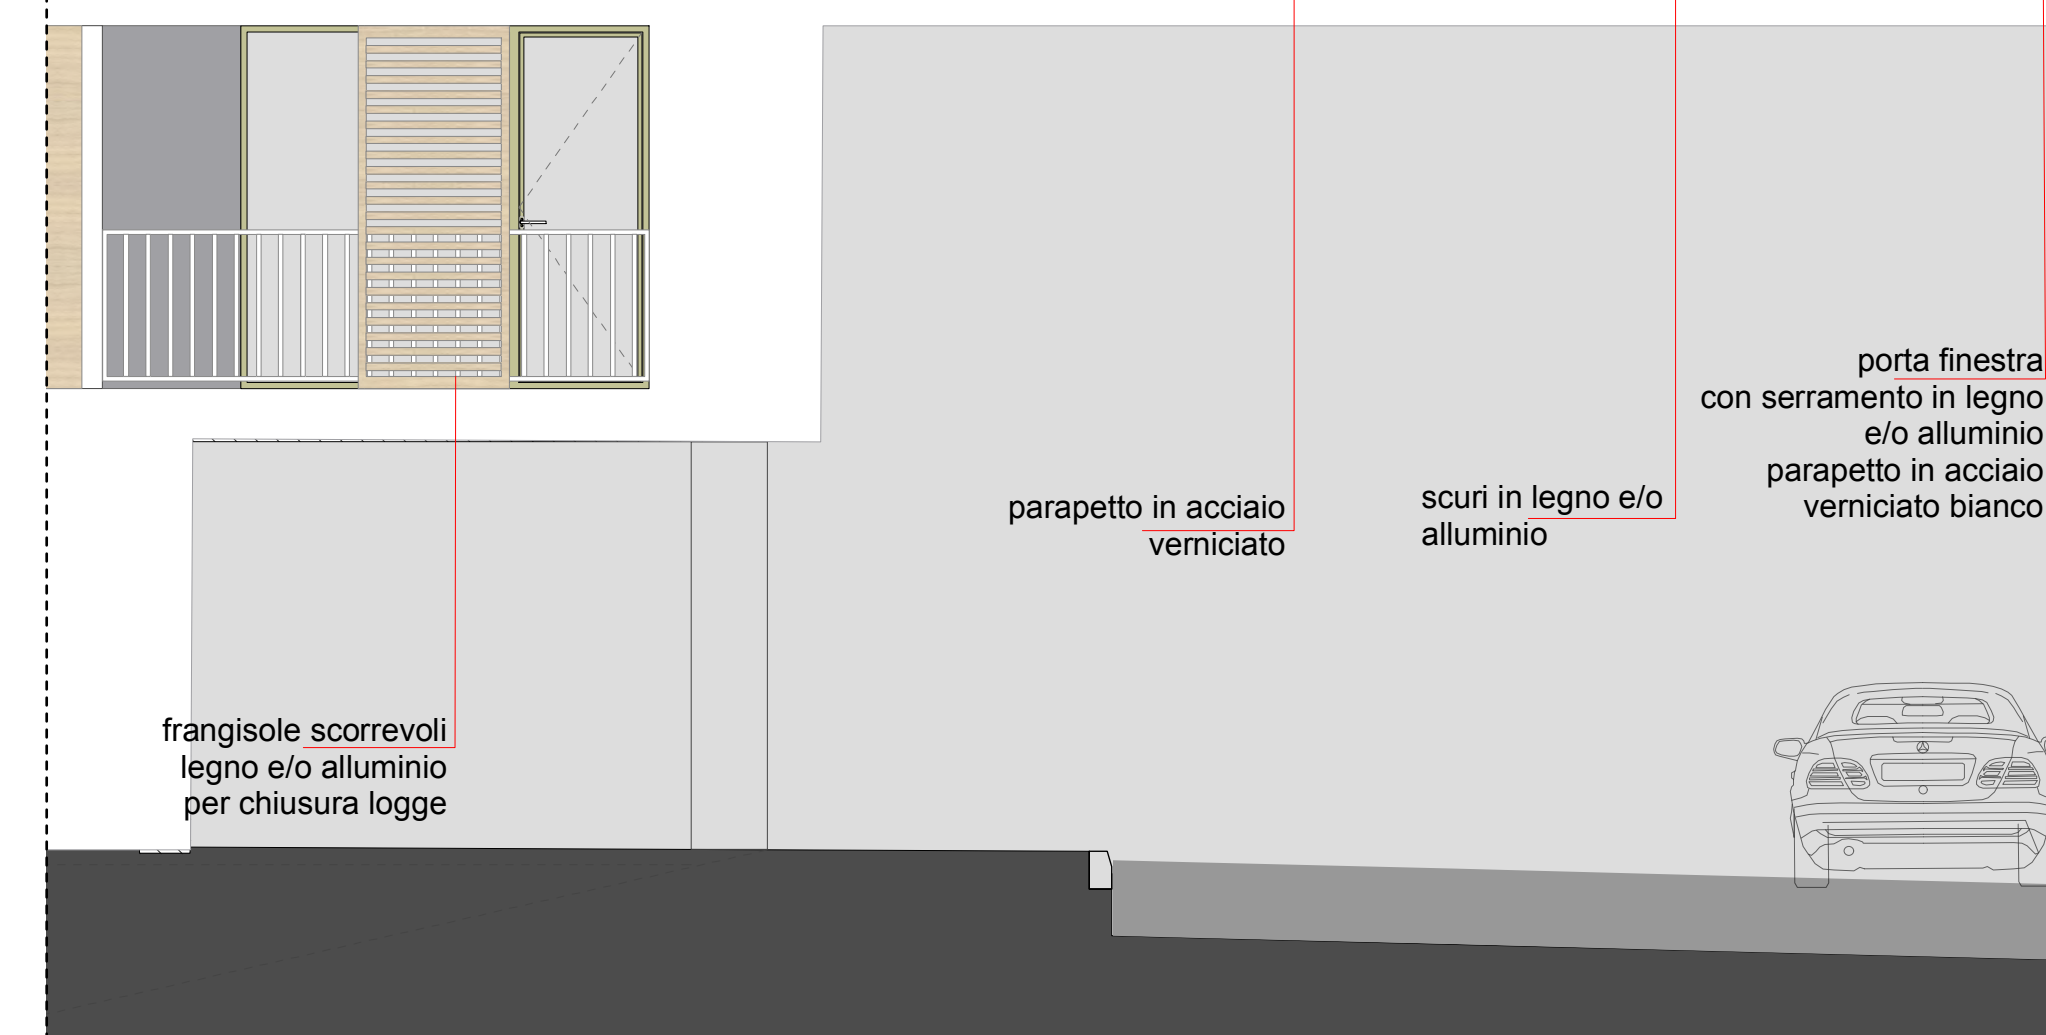 porta finestra
con serramento in legno
e/o alluminio
parapetto in acciaio
verniciato bianco
scuri in legno e/o
alluminio
parapetto in acciaio
verniciato
frangisole scorrevoli
legno e/o alluminio
per chiusura logge